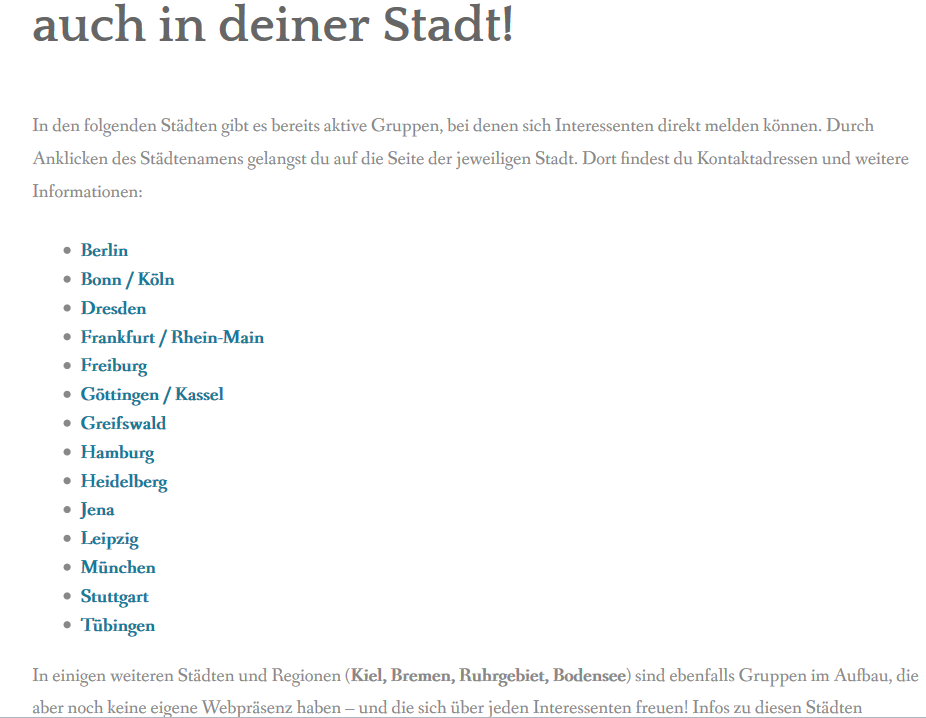 auch in deiner Stadt!
In den folgenden Städten gibt es bereits aktive Gruppen, bei denen sich Interessenten direkt melden können. Durch
Anklicken des Städtenamens gelangst du auf die Seite der jeweiligen Stadt. Dort findest du Kontaktadressen und weitere
Informationen:
Berlin
Bonn / Köln
Dresden
Frankfurt / Rhein-Main
Freiburg
Göttingen / Kassel
Greifswald
Hamburg
Heidelberg
Jena
Leipzig
München
Stuttgart
Tübingen
In einigen weiteren Städten und Regionen (Kiel, Bremen, Ruhrgebiet, Bodensee) sind ebenfalls Gruppen im Aufbau, die
aber noch keine eigene Webpräsenz haben – und die sich über jeden Interessenten freuen! Infos zu diesen Städten